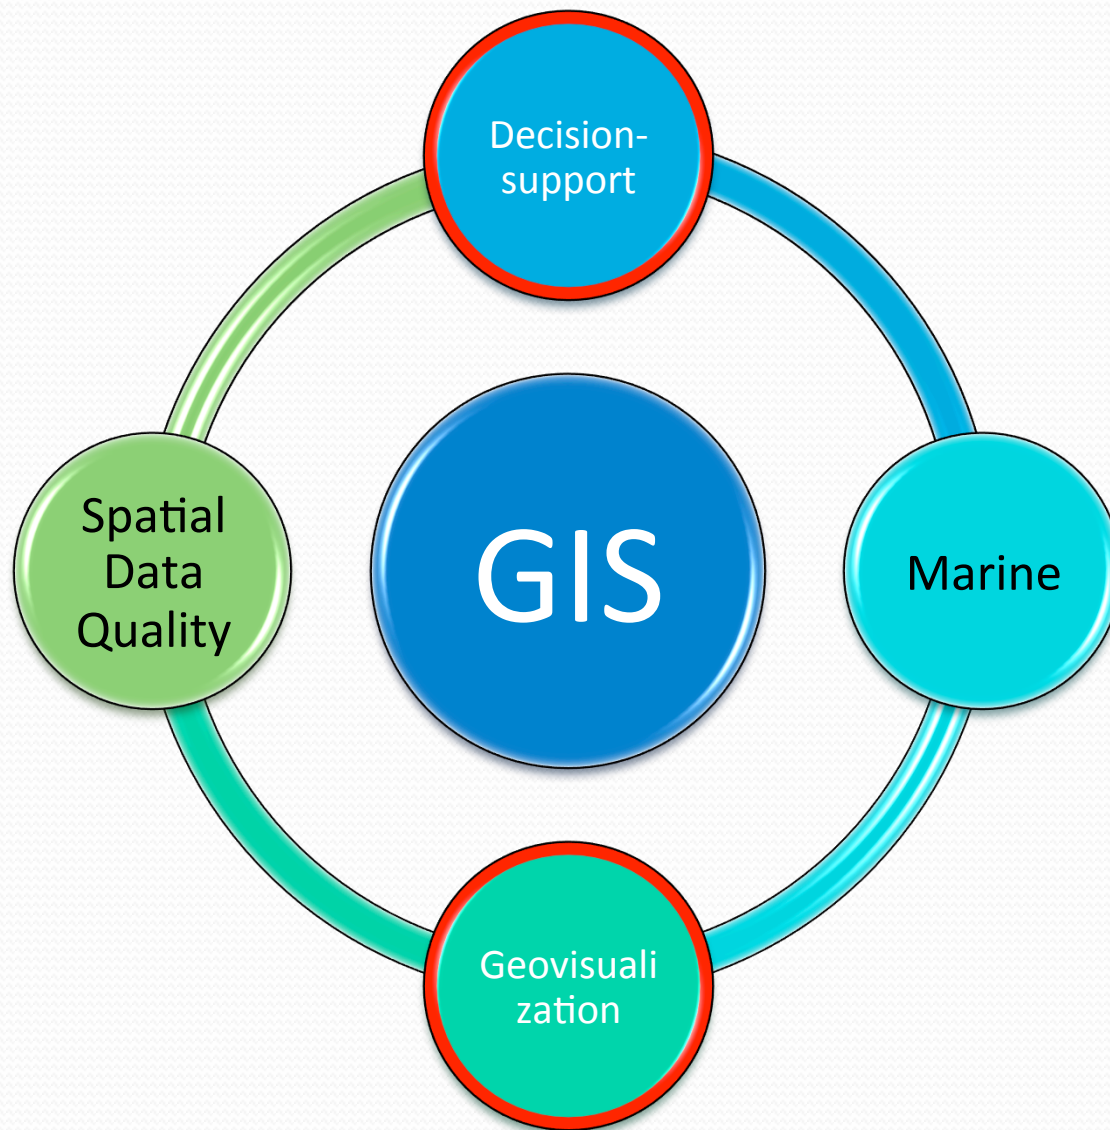 Decision-
support
Spatial
Data
Quality
GIS
Marine
Geovisuali
zation